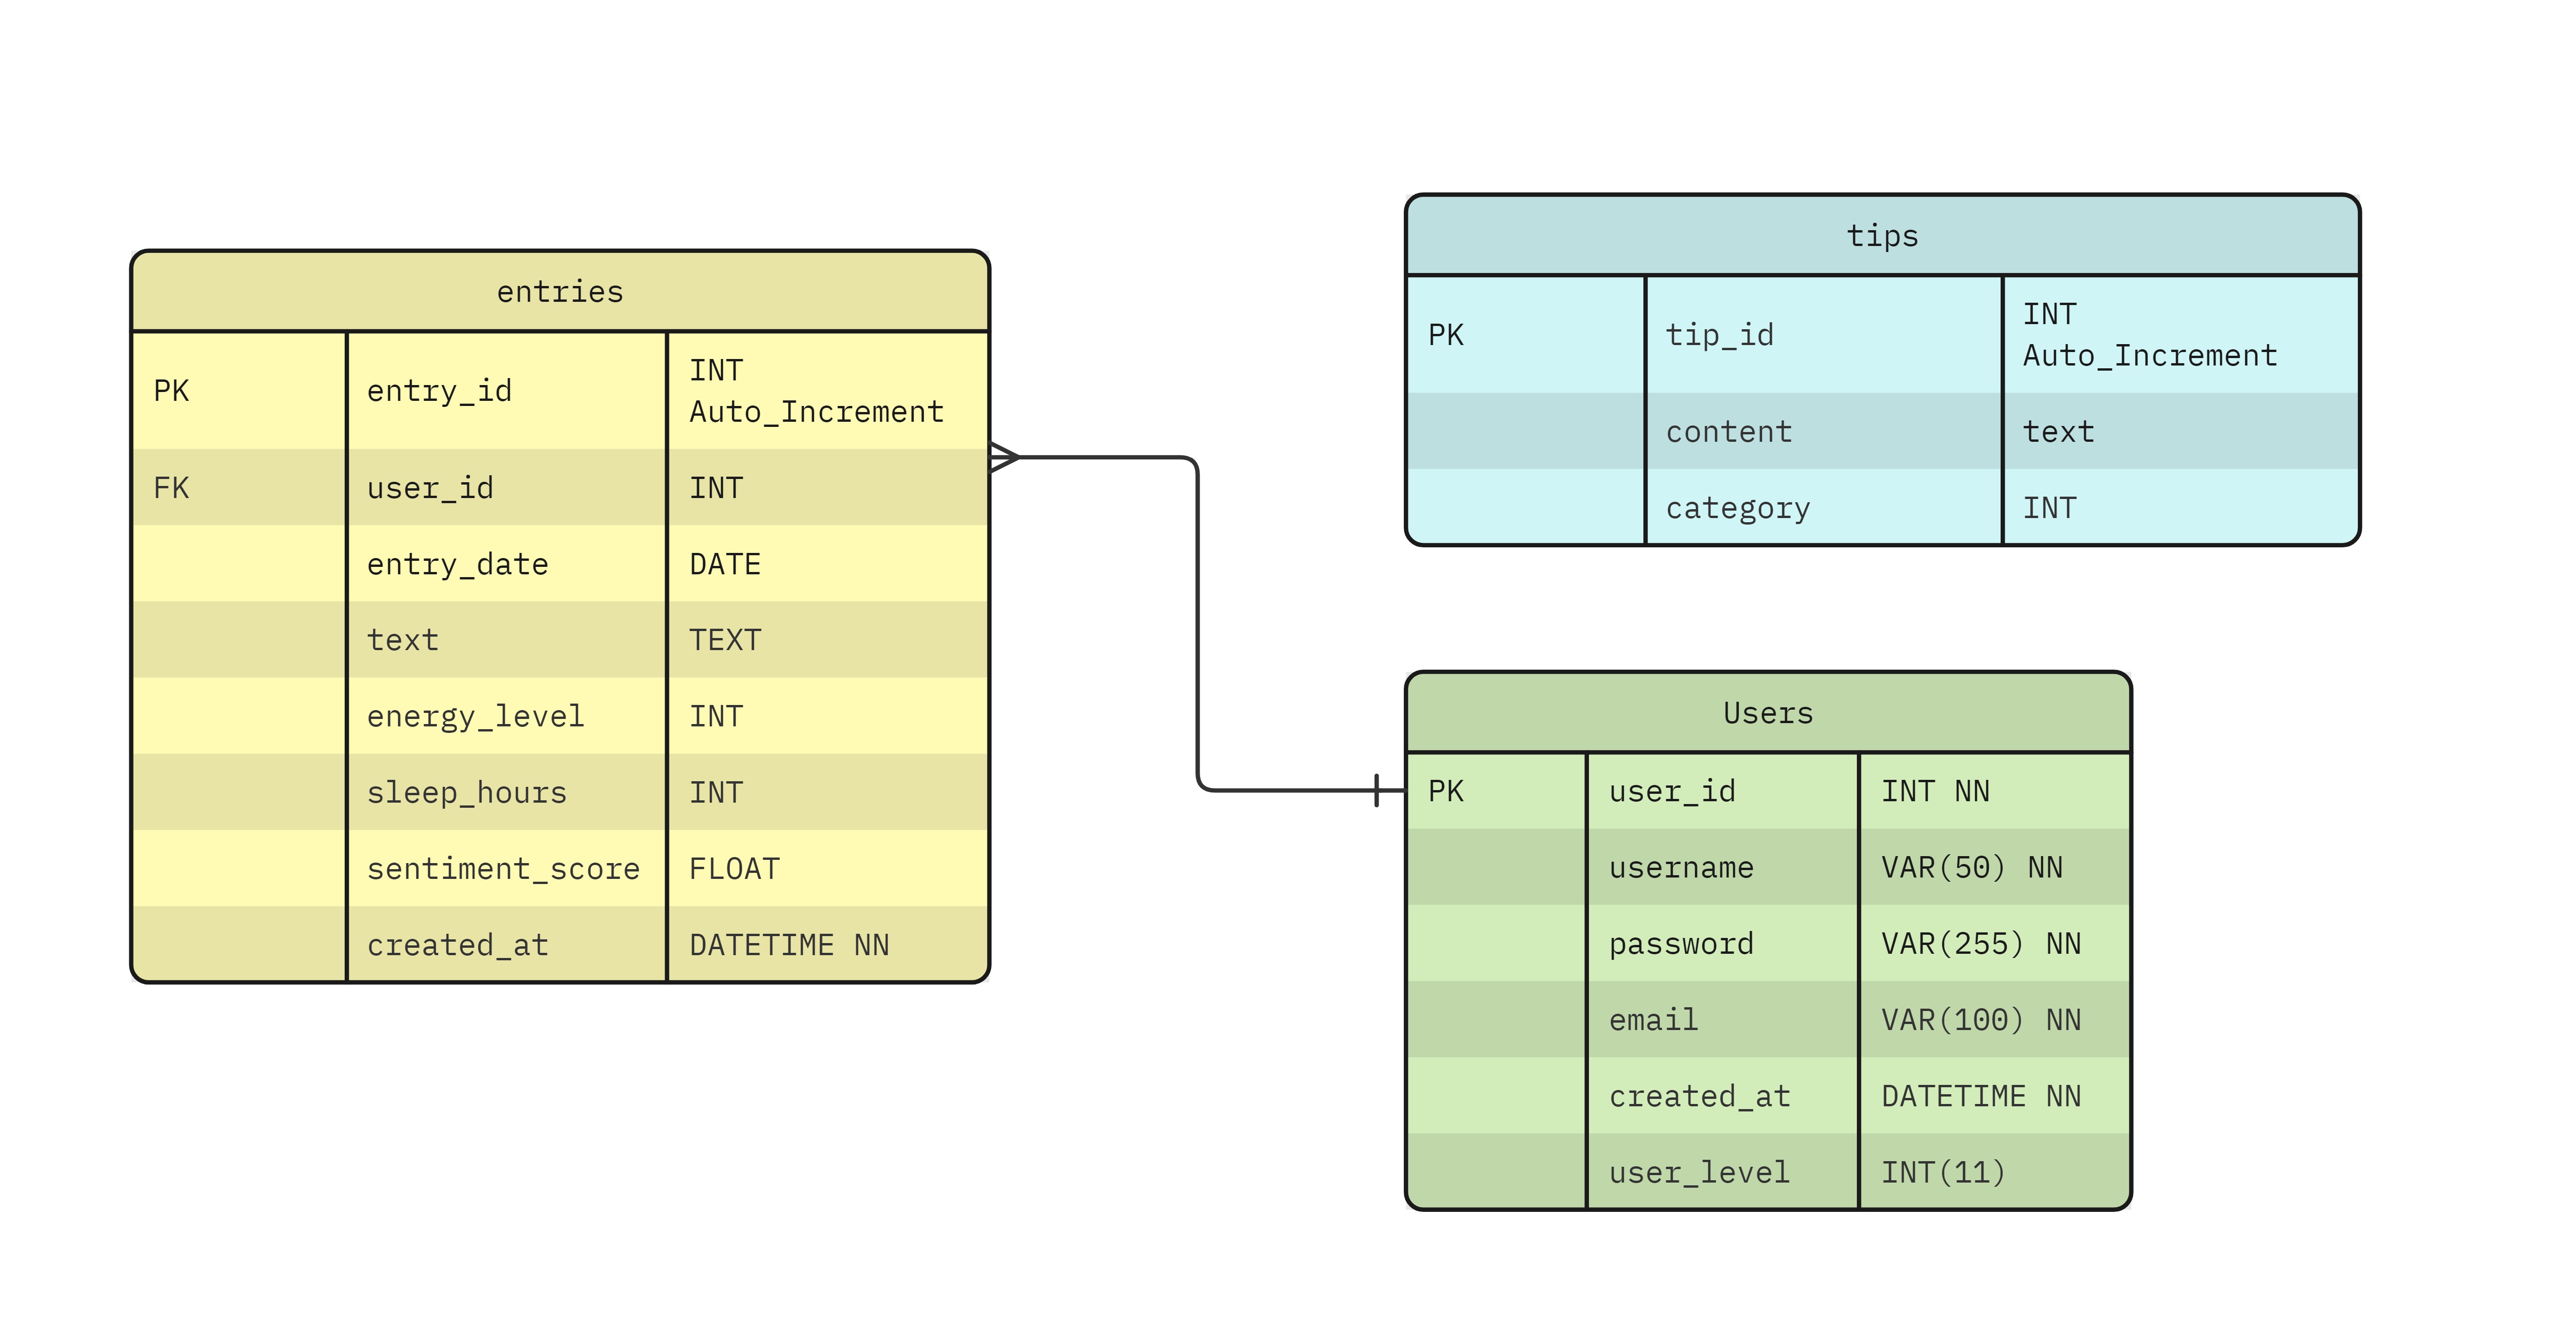 entries
PK entry_id INT
Auto_Increment
FK user_id INT
entry_date DATE
text TEXT
energy_level INT
sleep_hours INT
sentiment_score FLOAT
created_at DATETIME NN
tips
PK tip_id INT
Auto_Increment
content text
category INT
Users
PK user_id INT NN
username VAR(50) NN
password VAR(255) NN
email VAR(100) NN
created_at DATETIME NN
user_level INT(11)